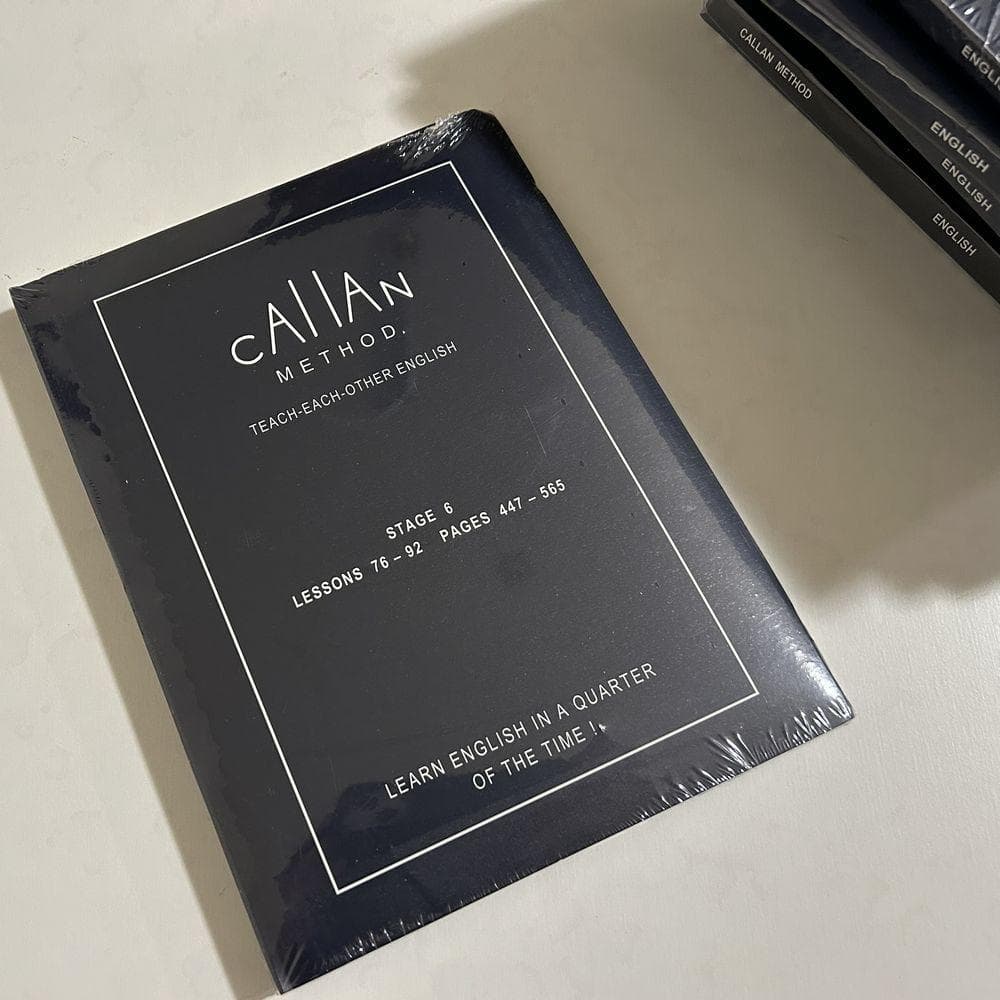 CALLAN
METHOD.
TEACH-EACH-OTHER ENGLISH
STAGE 6
LESSONS 76 – 92 PAGES 447 – 565
LEARN ENGLISH IN A QUARTER
OF THE TIME !
CALLAN METHOD
ENGLISH
ENGLISH
ENGLISH